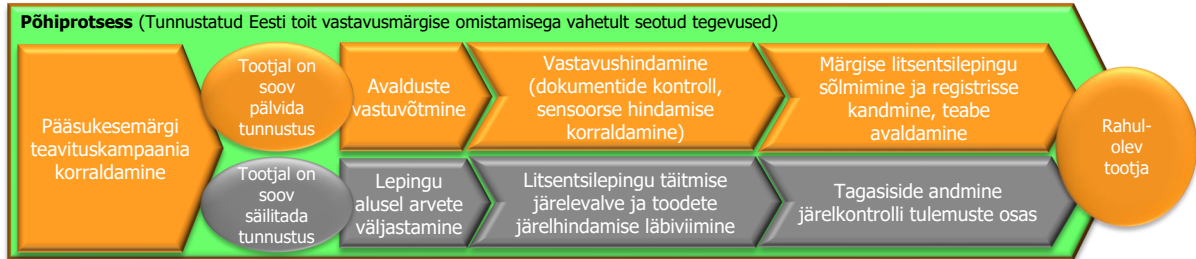 Põhiprotsess (Tunnustatud Eesti toit vastavusmärgise omistamisega vahetult seotud tegevused)
Pääsukesemärgi
teavituskampaania
korraldamine
Tootjal on
soov
pälvida
tunnustus
Avalduste
vastuvõtmine
Vastavushindamine
(dokumentide kontroll,
sensoorse hindamise
korraldamine)
Märgise litsentsilepingu
sõlmimine ja registrisse
kandmine, teabe
avaldamine
Tootjal on
soov
säilitada
tunnustus
Lepingu
alusel arvete
väljastamine
Litsentsilepingu täitmise
järelevalve ja toodete
järelhindamise läbiviimine
Tagasiside andmine
järelkontrolli tulemuste osas
Rahul-
olev
tootja